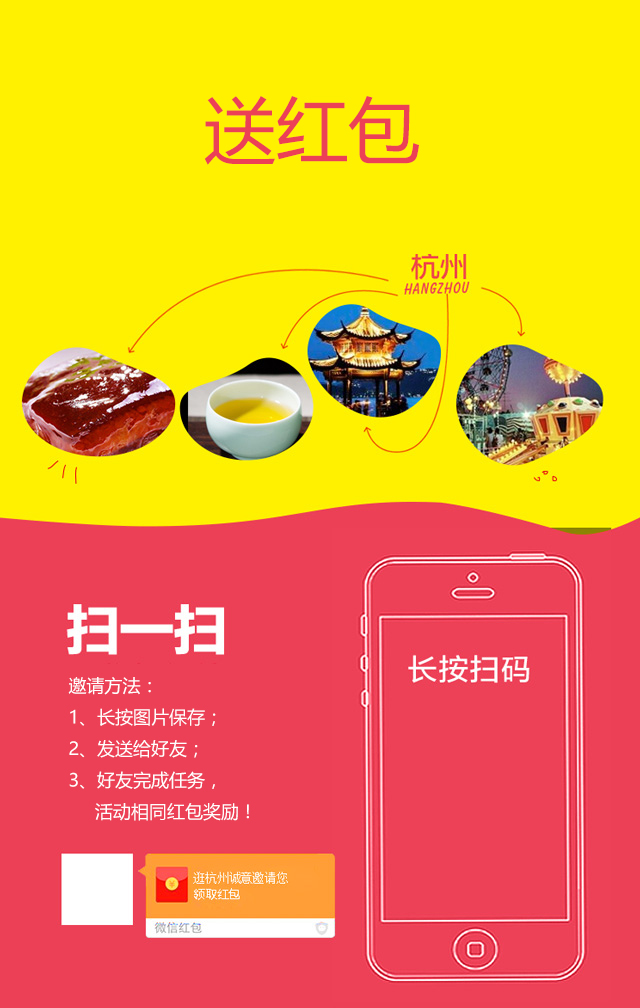 送红包
杭州
HANGZHOU
扫一扫
邀请方法：
1、长按图片保存；
2、发送给好友；
3、好友完成任务，
活动相同红包奖励！
长按扫码
逛杭州诚意邀请您
领取红包
微信红包